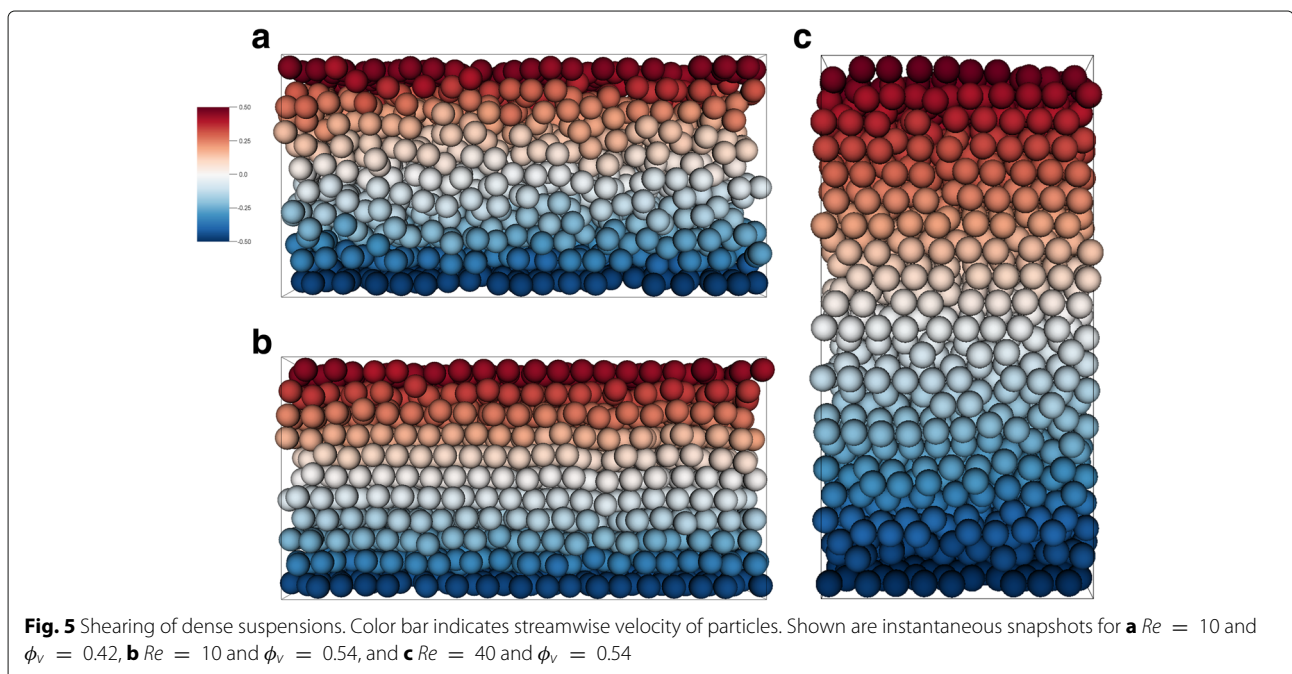 a
0.50
0.25
0.0
-0.25
-0.50
b
c
Fig. 5 Shearing of dense suspensions. Color bar indicates streamwise velocity of particles. Shown are instantaneous snapshots for a Re = 10 and
ϕv = 0.42, b Re = 10 and ϕv = 0.54, and c Re = 40 and ϕv = 0.54